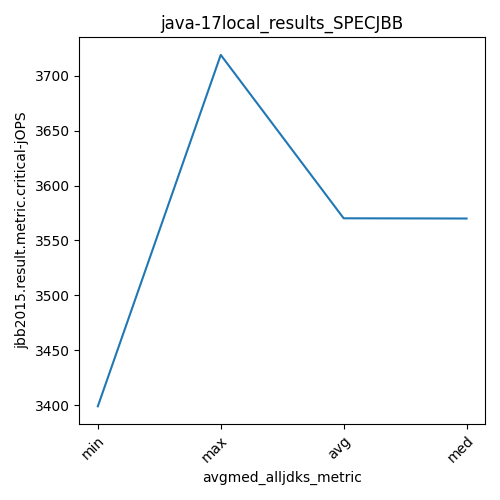 java-17local_results_SPECJBB
jbb2015.result.metric.critical-jOPS
3700
3650
3600
3550
3500
3450
3400
min
max
avg
med
avgmed_alljdks_metric